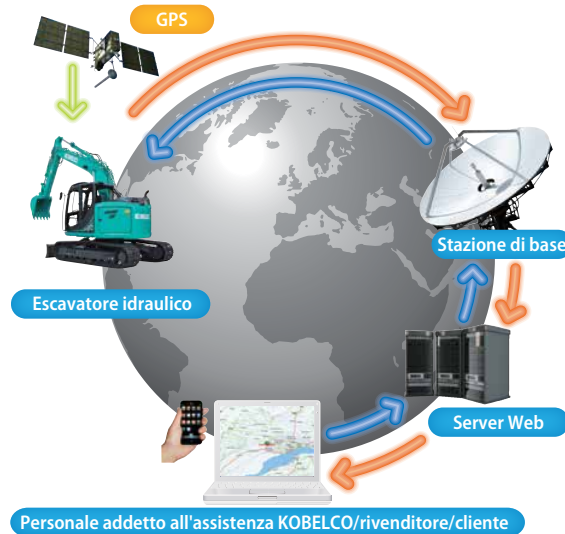 GPS
Stazione di base
Escavatore idraulico
Server Web
Personale addetto all'assistenza KOBELCO/rivenditore/cliente